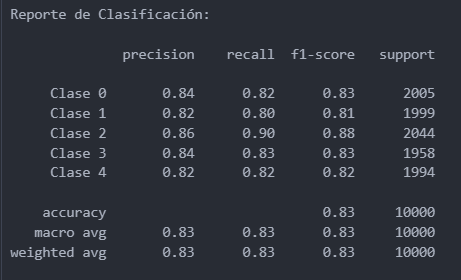 Reporte de Clasificación:
precision recall f1-score support
Clase 0 0.84 0.82 0.83 2005
Clase 1 0.82 0.80 0.81 1999
Clase 2 0.86 0.90 0.88 2044
Clase 3 0.84 0.83 0.83 1958
Clase 4 0.82 0.82 0.82 1994
accuracy 0.83 10000
macro avg 0.83 0.83 0.83 10000
weighted avg 0.83 0.83 0.83 10000